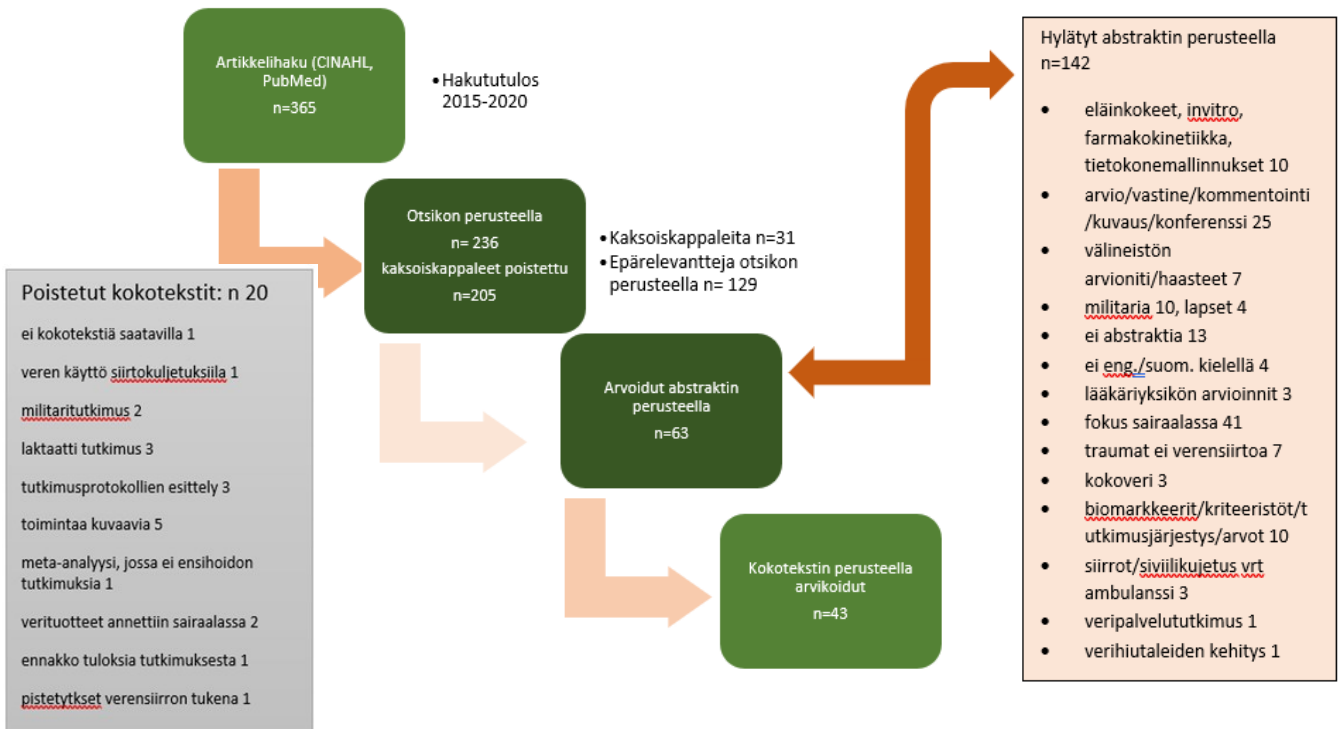 Artikkelihaku (CINAHL,
PubMed)
n=365
•Hakututulos
2015-2020
Otsikon perusteella
n= 236
kaksoiskappaleet poistettu
n=205
•Kaksoiskappaleita n=31
•Epärelevantteja otsikon
perusteella n= 129
Arvoidut abstraktin
perusteella
n=63
Kokotekstin perusteella
arvikoidut
n=43
Poistetut kokotekstit: n 20
ei kokotekstiä saatavilla 1
veren käyttö siirtokuljetuksiila 1
militaritutkimus 2
laktaatti tutkimus 3
tutkimusprotokollien esittely 3
toimintaa kuvaavia 5
meta-analyysi, jossa ei ensihoidon
tutkimuksia 1
verituotteet annettiin sairaalassa 2
ennakko tuloksia tutkimuksesta 1
pistetytkset verensiirron tukena 1
Hylätyt abstraktin perusteella
n=142
• eläinkokeet, invitro,
farmakokinetiikka,
tietokonemallinnukset 10
• arvio/vastine/kommentointi
/kuvaus/konferenssi 25
• välineistön
arvioniti/haasteet 7
• militaria 10, lapset 4
• ei abstraktia 13
• ei eng./suom. kielellä 4
• lääkäriyksikön arvioinnit 3
• fokus sairaalassa 41
• traumat ei verensiirtoa 7
• kokoveri 3
• biomarkkeerit/kriteeristöt/t
utkimusjärjestys/arvot 10
• siirrot/siviilikujetus vrt
ambulanssi 3
• veripalvelututkimus 1
• verihiutaleiden kehitys 1